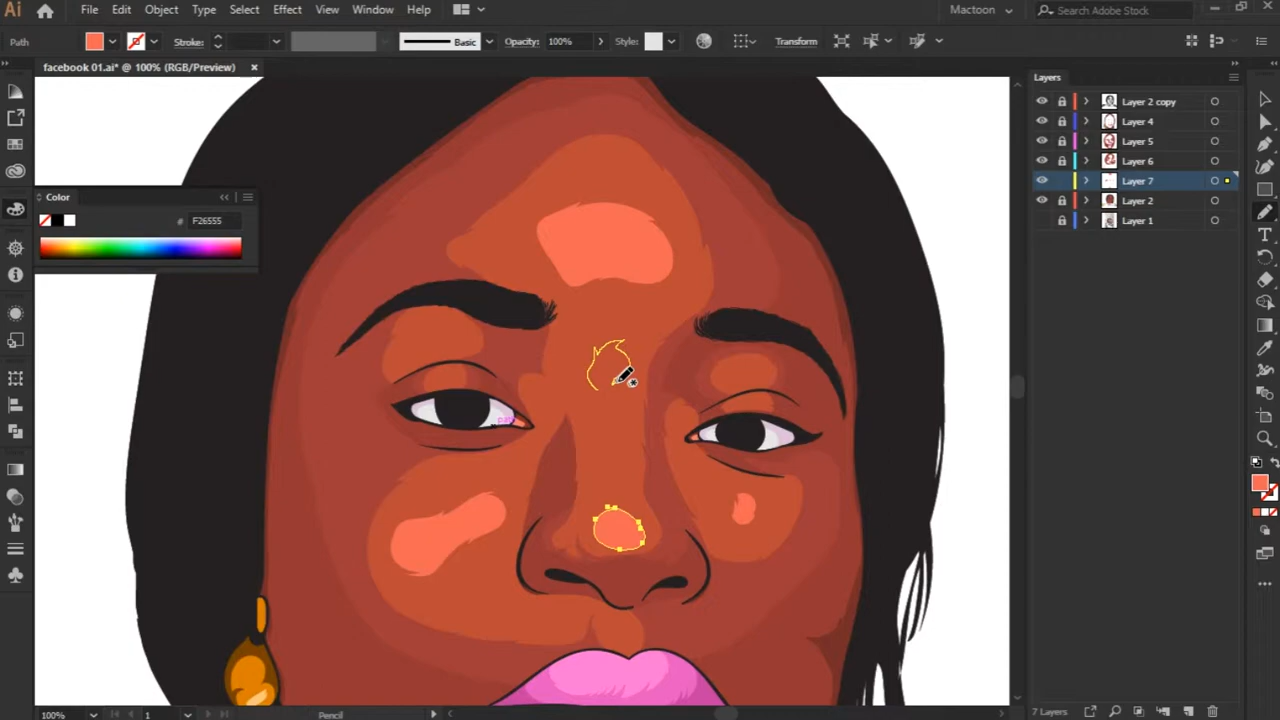 Ai File Edit Object Type Select Effect View Window Help Mactoon Search Adobe Stock
Path Stroke: Basic Opacity: 100% Style: Transform
facebook 01.ai* @ 100% (RGB/Preview)
Layers
Layer 2 copy
Layer 4
Layer 5
Layer 6
Layer 7
Layer 2
Layer 1
Color
# F26555
path
100% 1 Pencil 7 Layers